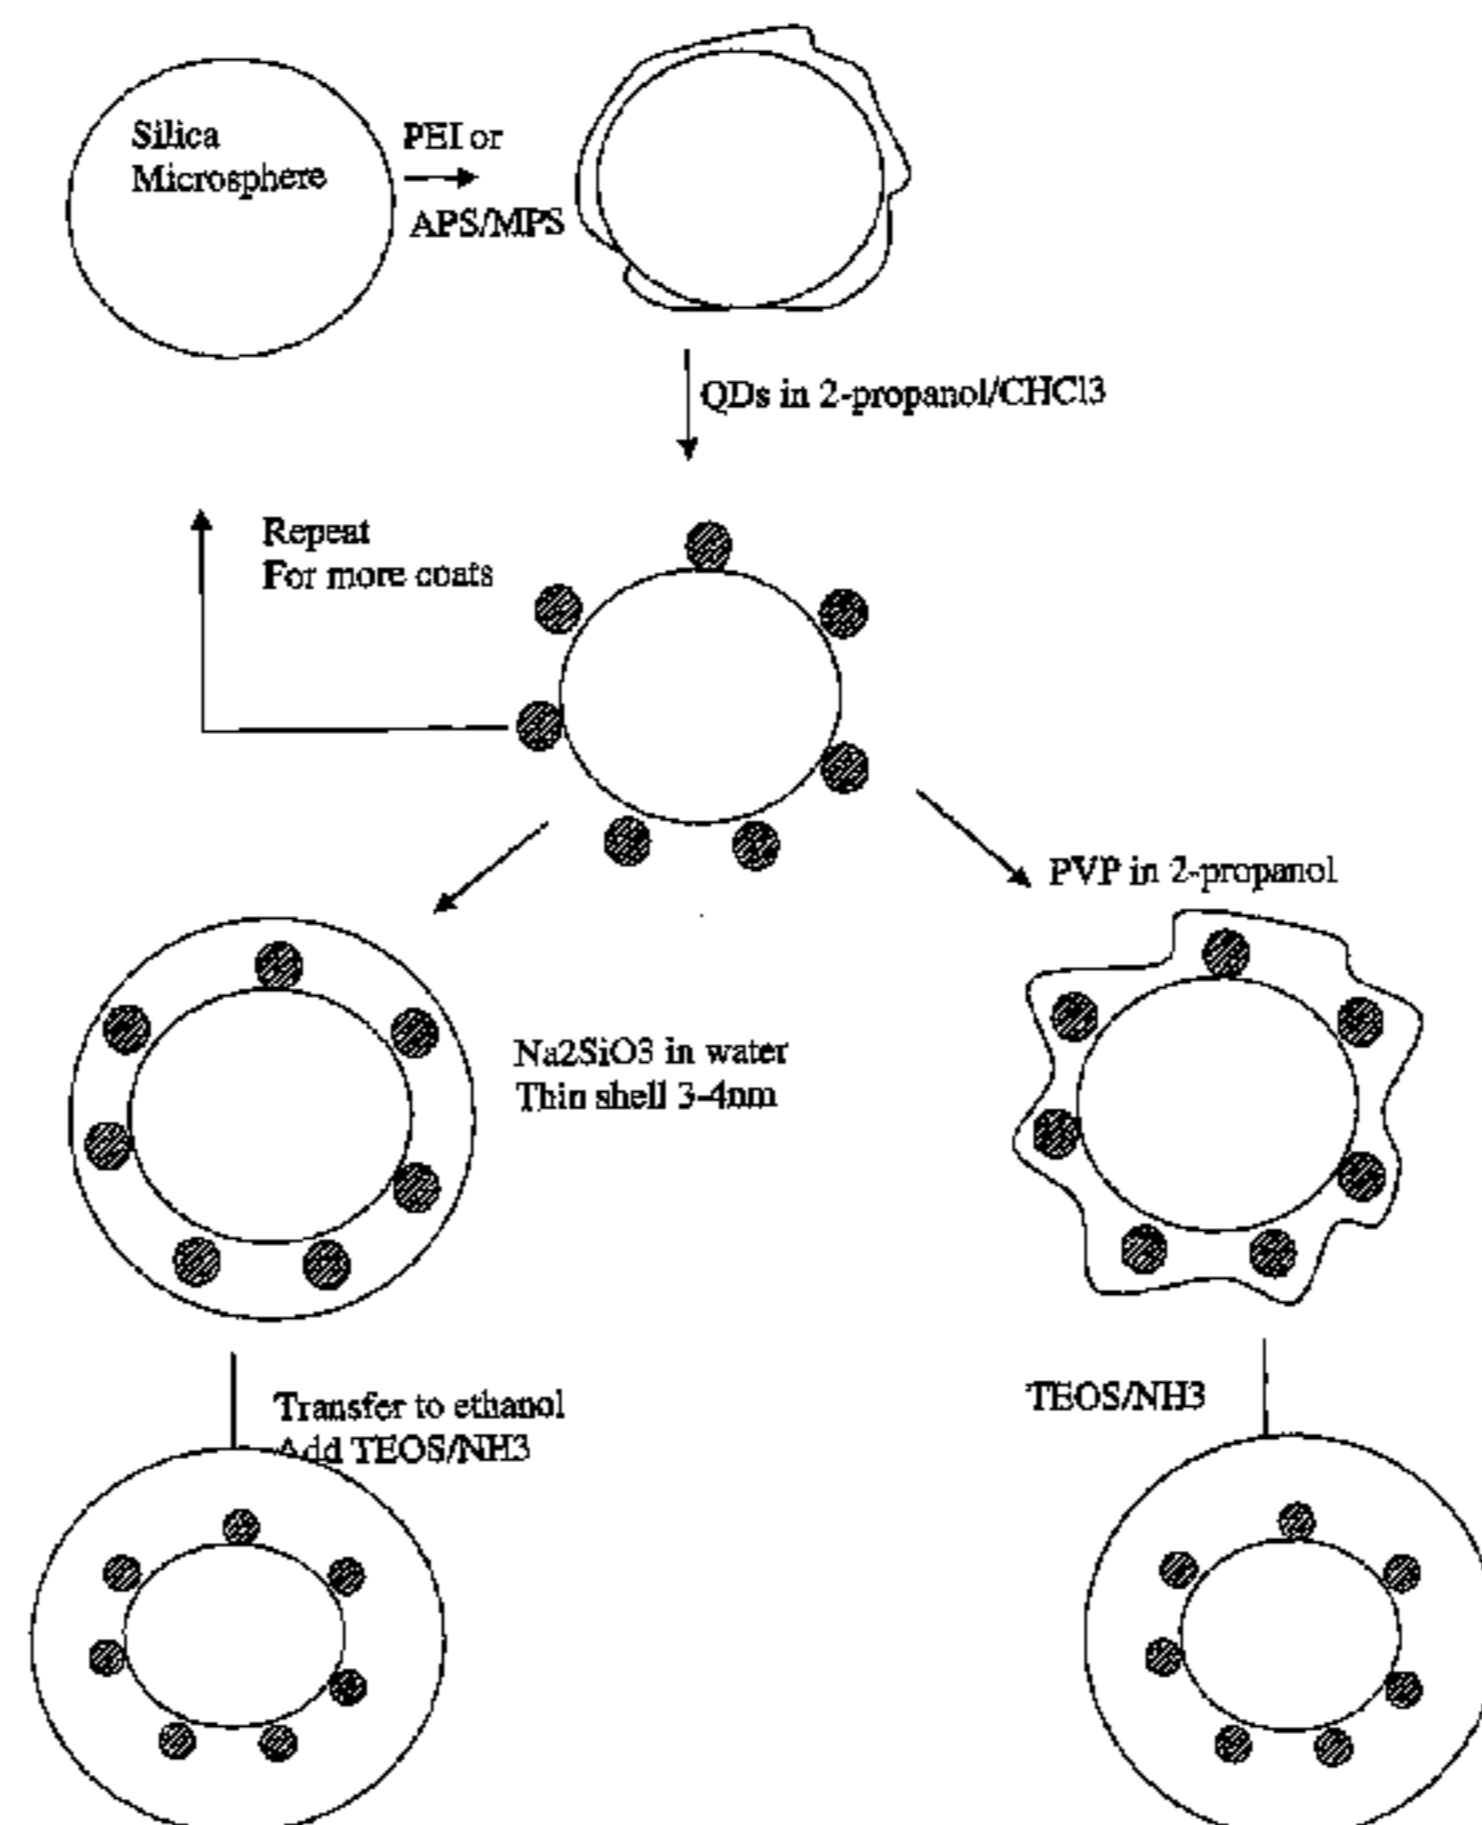 Silica
Microsphere
PEI or
APS/MPS
QDs in 2-propanol/CHCl3
Repeat
For more coats
PVP in 2-propanol
Na2SiO3 in water
Thin shell 3-4nm
Transfer to ethanol
Add TEOS/NH3
TEOS/NH3